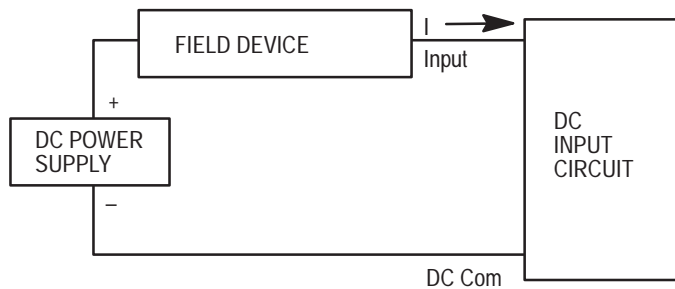 I
FIELD DEVICE
Input
+
DC POWER
SUPPLY
–
DC
INPUT
CIRCUIT
DC Com